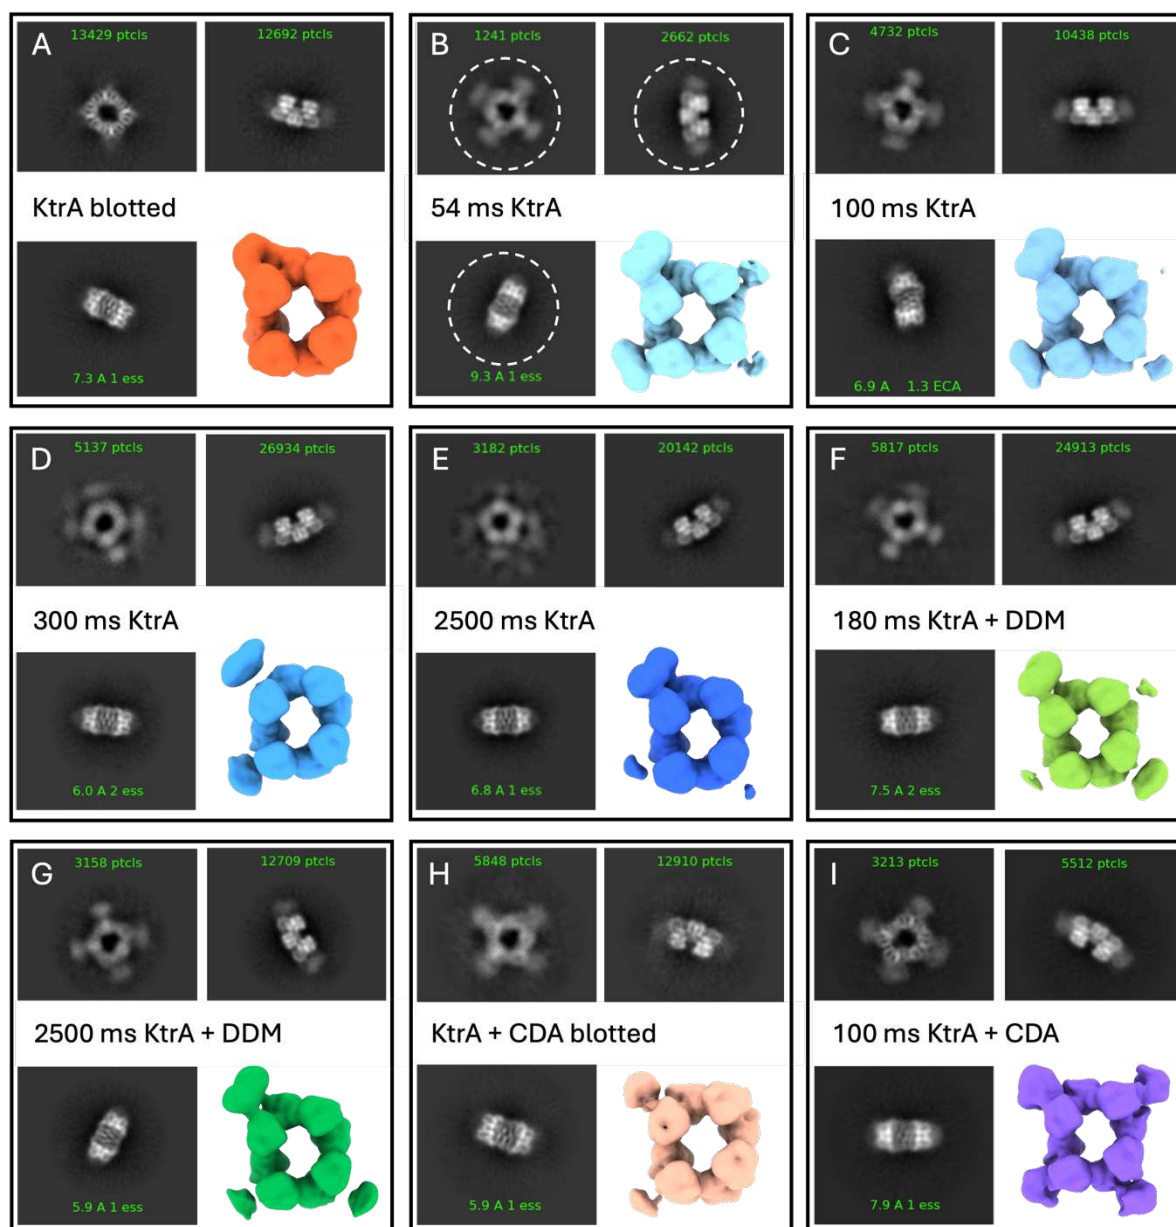 A
13429 ptcls
12692 ptcls
KtrA blotted
7.3 A 1 ess
B
1241 ptcls
2662 ptcls
54 ms KtrA
9.3 A 1 ess
C
4732 ptcls
10438 ptcls
100 ms KtrA
6.9 A 1.3 ECA
D
5137 ptcls
26934 ptcls
300 ms KtrA
6.0 A 2 ess
E
3182 ptcls
20142 ptcls
2500 ms KtrA
6.8 A 1 ess
F
5817 ptcls
24913 ptcls
180 ms KtrA + DDM
7.5 A 2 ess
G
3158 ptcls
12709 ptcls
2500 ms KtrA + DDM
5.9 A 1 ess
H
5848 ptcls
12910 ptcls
KtrA + CDA blotted
5.9 A 1 ess
I
3213 ptcls
5512 ptcls
100 ms KtrA + CDA
7.9 A 1 ess